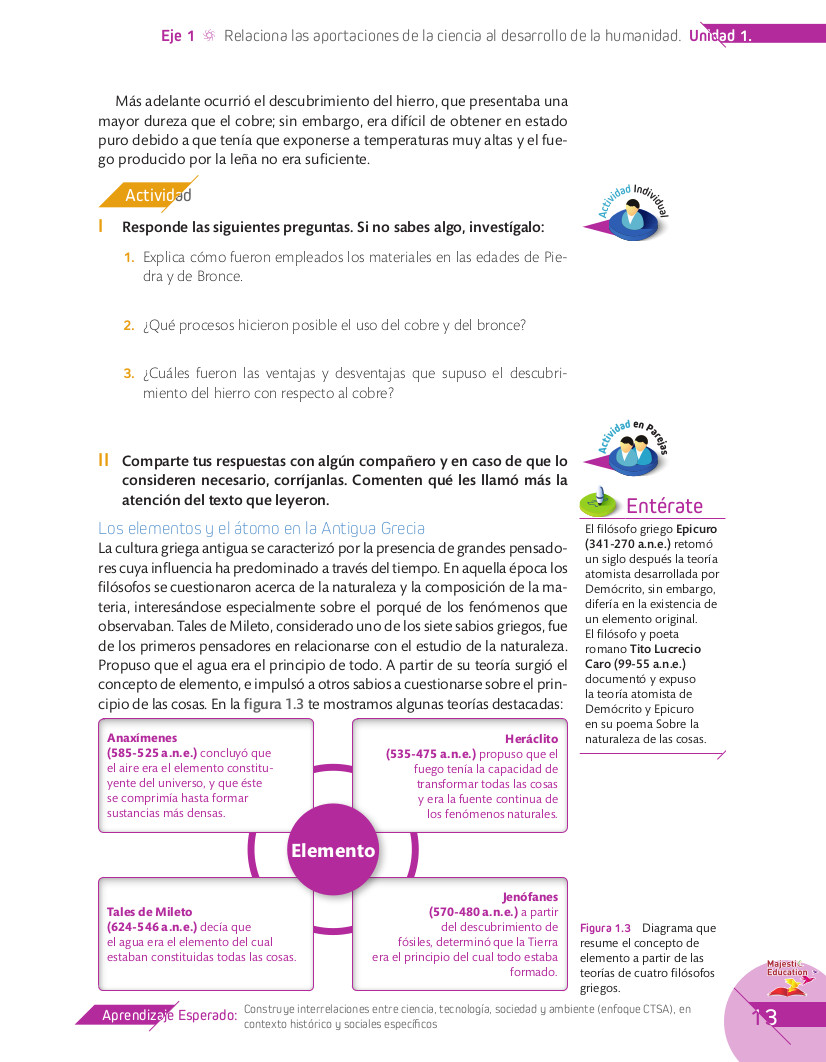 Eje 1 Relaciona las aportaciones de la ciencia al desarrollo de la humanidad. Unidad 1.
Más adelante ocurrió el descubrimiento del hierro, que presentaba una
mayor dureza que el cobre; sin embargo, era difícil de obtener en estado
puro debido a que tenía que exponerse a temperaturas muy altas y el fue-
go producido por la leña no era suficiente.
Actividad
Actividad Individual
I Responde las siguientes preguntas. Si no sabes algo, investígalo:
1. Explica cómo fueron empleados los materiales en las edades de Pie-
dra y de Bronce.
2. ¿Qué procesos hicieron posible el uso del cobre y del bronce?
3. ¿Cuáles fueron las ventajas y desventajas que supuso el descubri-
miento del hierro con respecto al cobre?
Actividad en Parejas
II Comparte tus respuestas con algún compañero y en caso de que lo
consideren necesario, corríjanlas. Comenten qué les llamó más la
atención del texto que leyeron.
Los elementos y el átomo en la Antigua Grecia
La cultura griega antigua se caracterizó por la presencia de grandes pensado-
res cuya influencia ha predominado a través del tiempo. En aquella época los
filósofos se cuestionaron acerca de la naturaleza y la composición de la ma-
teria, interesándose especialmente sobre el porqué de los fenómenos que
observaban. Tales de Mileto, considerado uno de los siete sabios griegos, fue
de los primeros pensadores en relacionarse con el estudio de la naturaleza.
Propuso que el agua era el principio de todo. A partir de su teoría surgió el
concepto de elemento, e impulsó a otros sabios a cuestionarse sobre el prin-
cipio de las cosas. En la figura 1.3 te mostramos algunas teorías destacadas:
Entérate
El filósofo griego Epicuro
(341-270 a.n.e.) retomó
un siglo después la teoría
atomista desarrollada por
Demócrito, sin embargo,
difería en la existencia de
un elemento original.
El filósofo y poeta
romano Tito Lucrecio
Caro (99-55 a.n.e.)
documentó y expuso
la teoría atomista de
Demócrito y Epicuro
en su poema Sobre la
naturaleza de las cosas.
Anaxímenes
(585-525 a.n.e.) concluyó que
el aire era el elemento constitu-
yente del universo, y que éste
se comprimía hasta formar
sustancias más densas.
Heráclito
(535-475 a.n.e.) propuso que el
fuego tenía la capacidad de
transformar todas las cosas
y era la fuente continua de
los fenómenos naturales.
Elemento
Tales de Mileto
(624-546 a.n.e.) decía que
el agua era el elemento del cual
estaban constituidas todas las cosas.
Jenófanes
(570-480 a.n.e.) a partir
del descubrimiento de
fósiles, determinó que la Tierra
era el principio del cual todo estaba
formado.
Figura 1.3 Diagrama que
resume el concepto de
elemento a partir de las
teorías de cuatro filósofos
griegos.
Majestic
Education
Aprendizaje Esperado: Construye interrelaciones entre ciencia, tecnología, sociedad y ambiente (enfoque CTSA), en
contexto histórico y sociales específicos
13